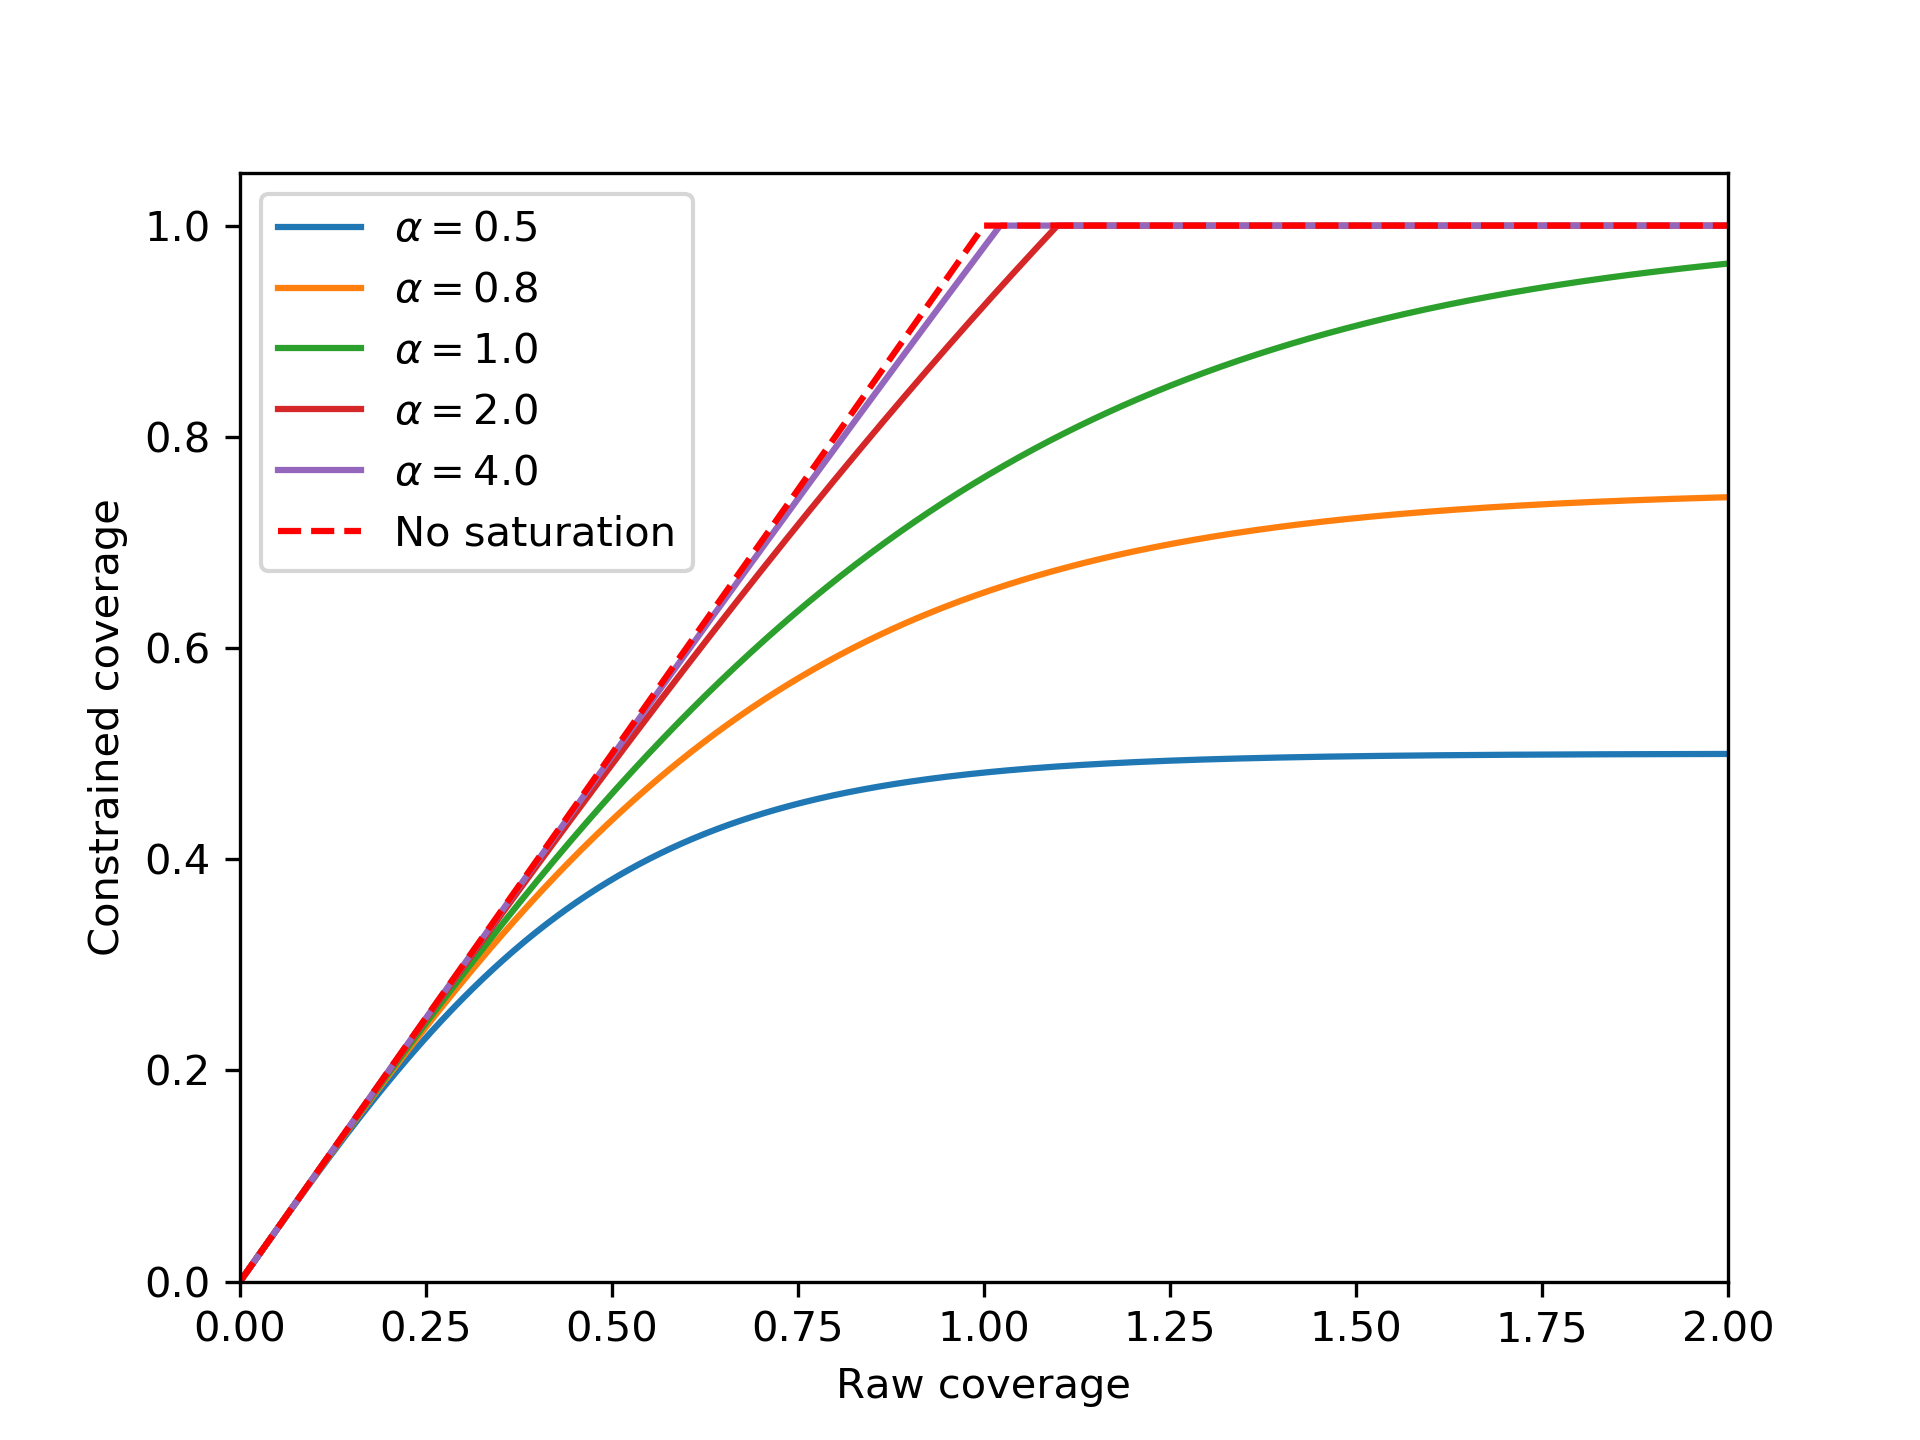 α = 0.5
α = 0.8
α = 1.0
α = 2.0
α = 4.0
No saturation
Constrained coverage
1.0
0.8
0.6
0.4
0.2
0.0
0.00 0.25 0.50 0.75 1.00 1.25 1.50 1.75 2.00
Raw coverage